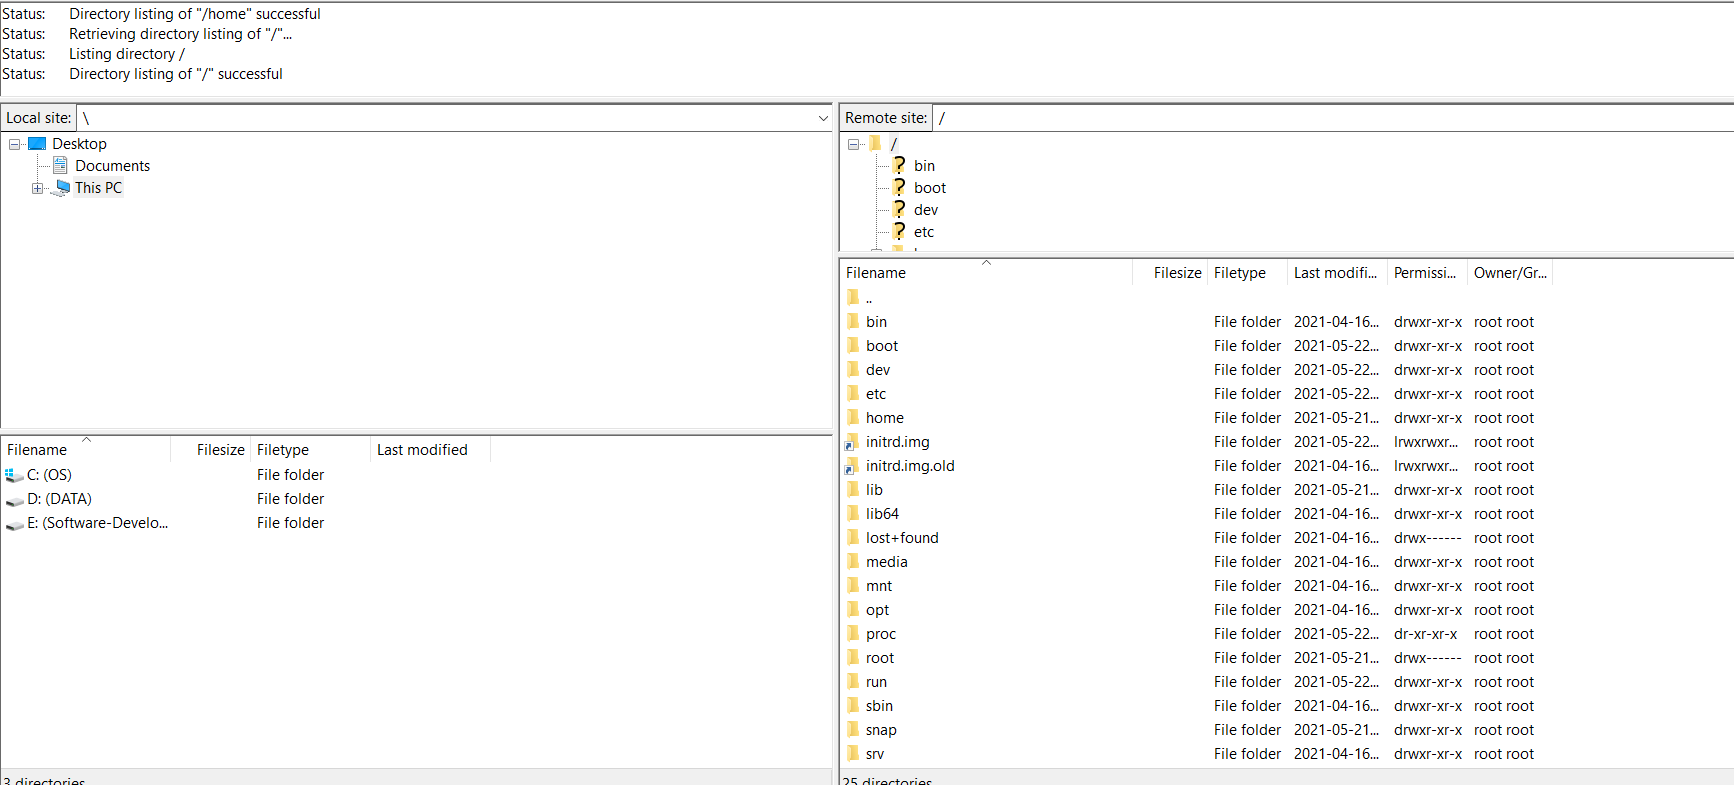 Status: Directory listing of "/home" successful
Status: Retrieving directory listing of "/"...
Status: Listing directory /
Status: Directory listing of "/" successful
Local site: \
Desktop
Documents
This PC
Filename Filesize Filetype Last modified
C: (OS) File folder
D: (DATA) File folder
E: (Software-Develo... File folder
3 directories
Remote site: /
/
bin
boot
dev
etc
Filename Filesize Filetype Last modifi... Permissi... Owner/Gr...
..
bin File folder 2021-04-16... drwxr-xr-x root root
boot File folder 2021-05-22... drwxr-xr-x root root
dev File folder 2021-05-22... drwxr-xr-x root root
etc File folder 2021-05-22... drwxr-xr-x root root
home File folder 2021-05-21... drwxr-xr-x root root
initrd.img File folder 2021-05-22... lrwxrwxr... root root
initrd.img.old File folder 2021-04-16... lrwxrwxr... root root
lib File folder 2021-05-21... drwxr-xr-x root root
lib64 File folder 2021-04-16... drwxr-xr-x root root
lost+found File folder 2021-04-16... drwx------ root root
media File folder 2021-04-16... drwxr-xr-x root root
mnt File folder 2021-04-16... drwxr-xr-x root root
opt File folder 2021-04-16... drwxr-xr-x root root
proc File folder 2021-05-22... dr-xr-xr-x root root
root File folder 2021-05-21... drwx------ root root
run File folder 2021-05-22... drwxr-xr-x root root
sbin File folder 2021-04-16... drwxr-xr-x root root
snap File folder 2021-05-21... drwxr-xr-x root root
srv File folder 2021-04-16... drwxr-xr-x root root
25 directories